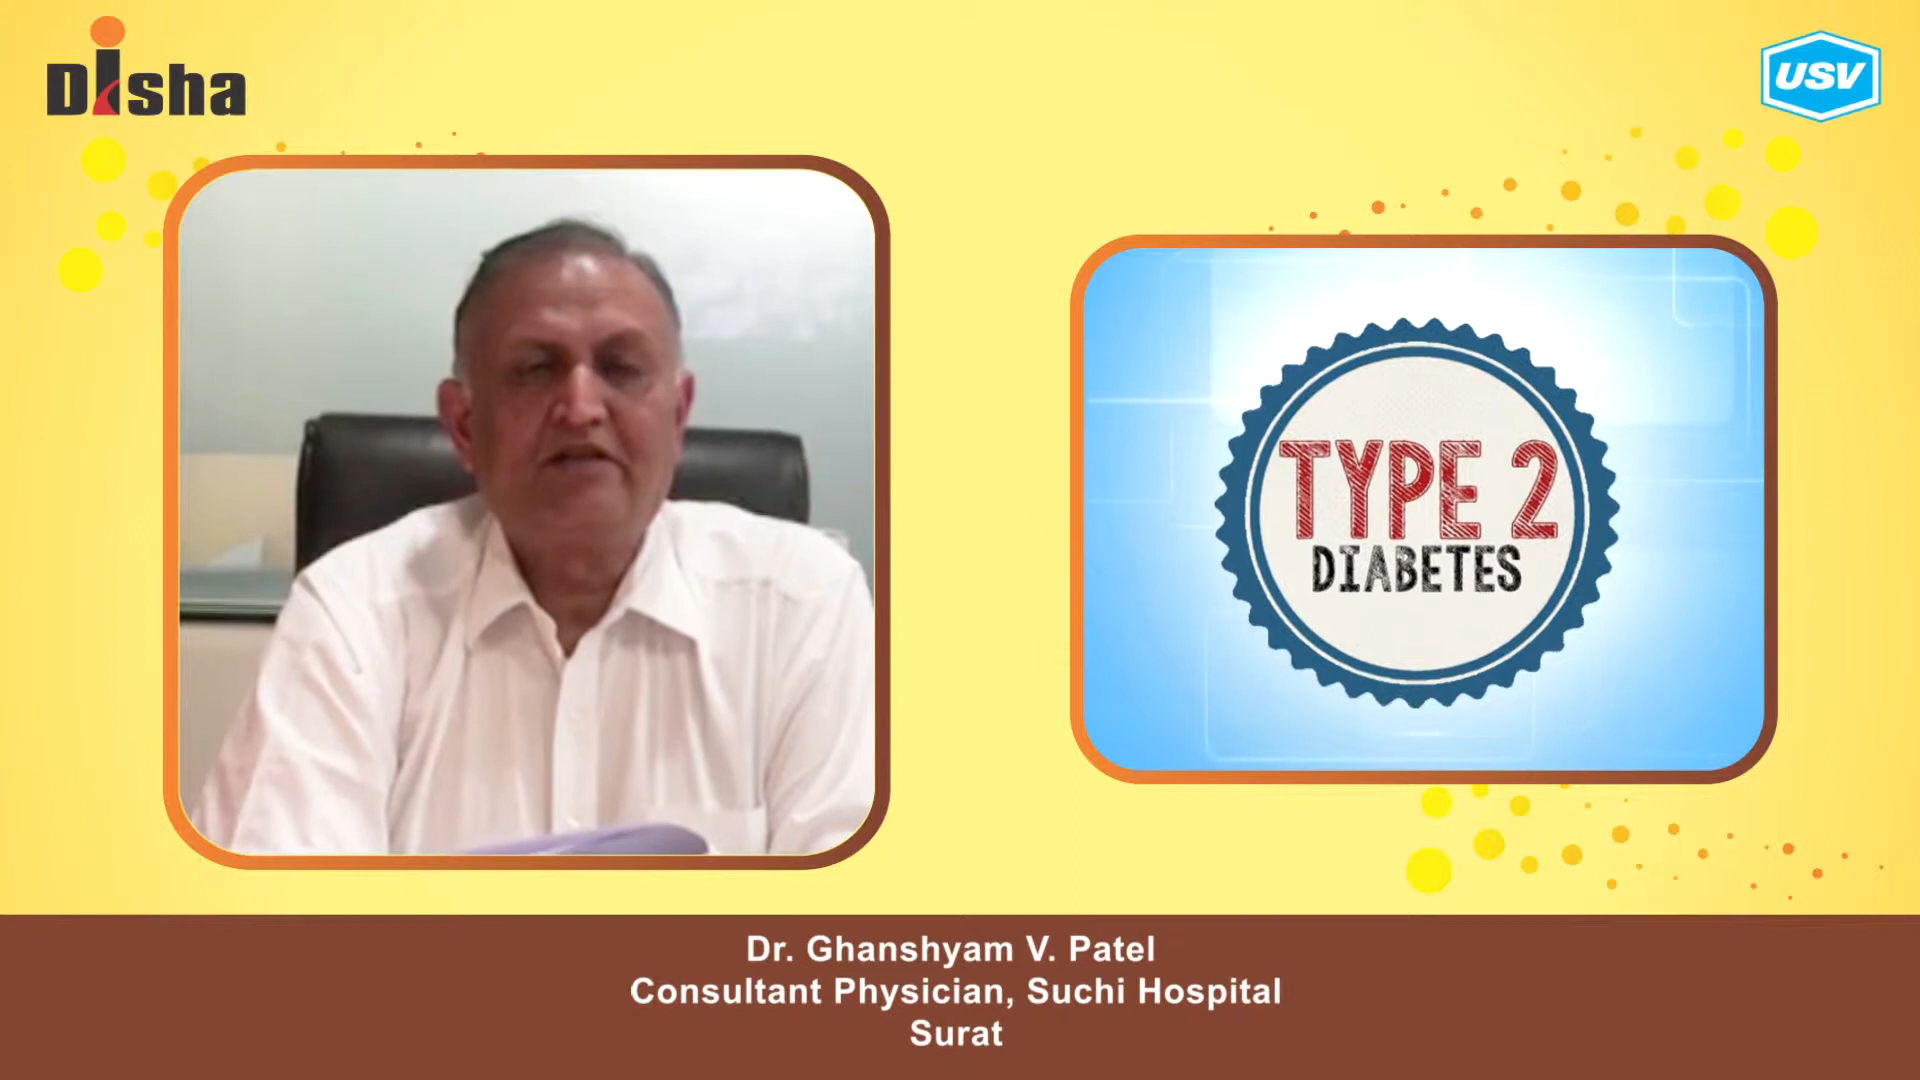 Disha
USV
TYPE 2
DIABETES
Dr. Ghanshyam V. Patel
Consultant Physician, Suchi Hospital
Surat